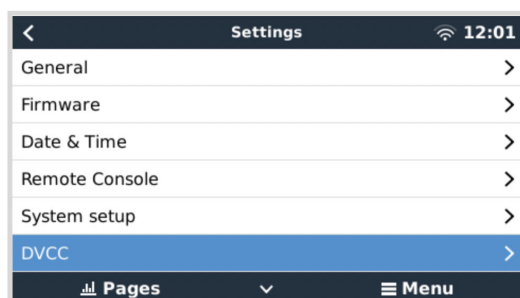 Settings 12:01
General
Firmware
Date & Time
Remote Console
System setup
DVCC
Pages Menu